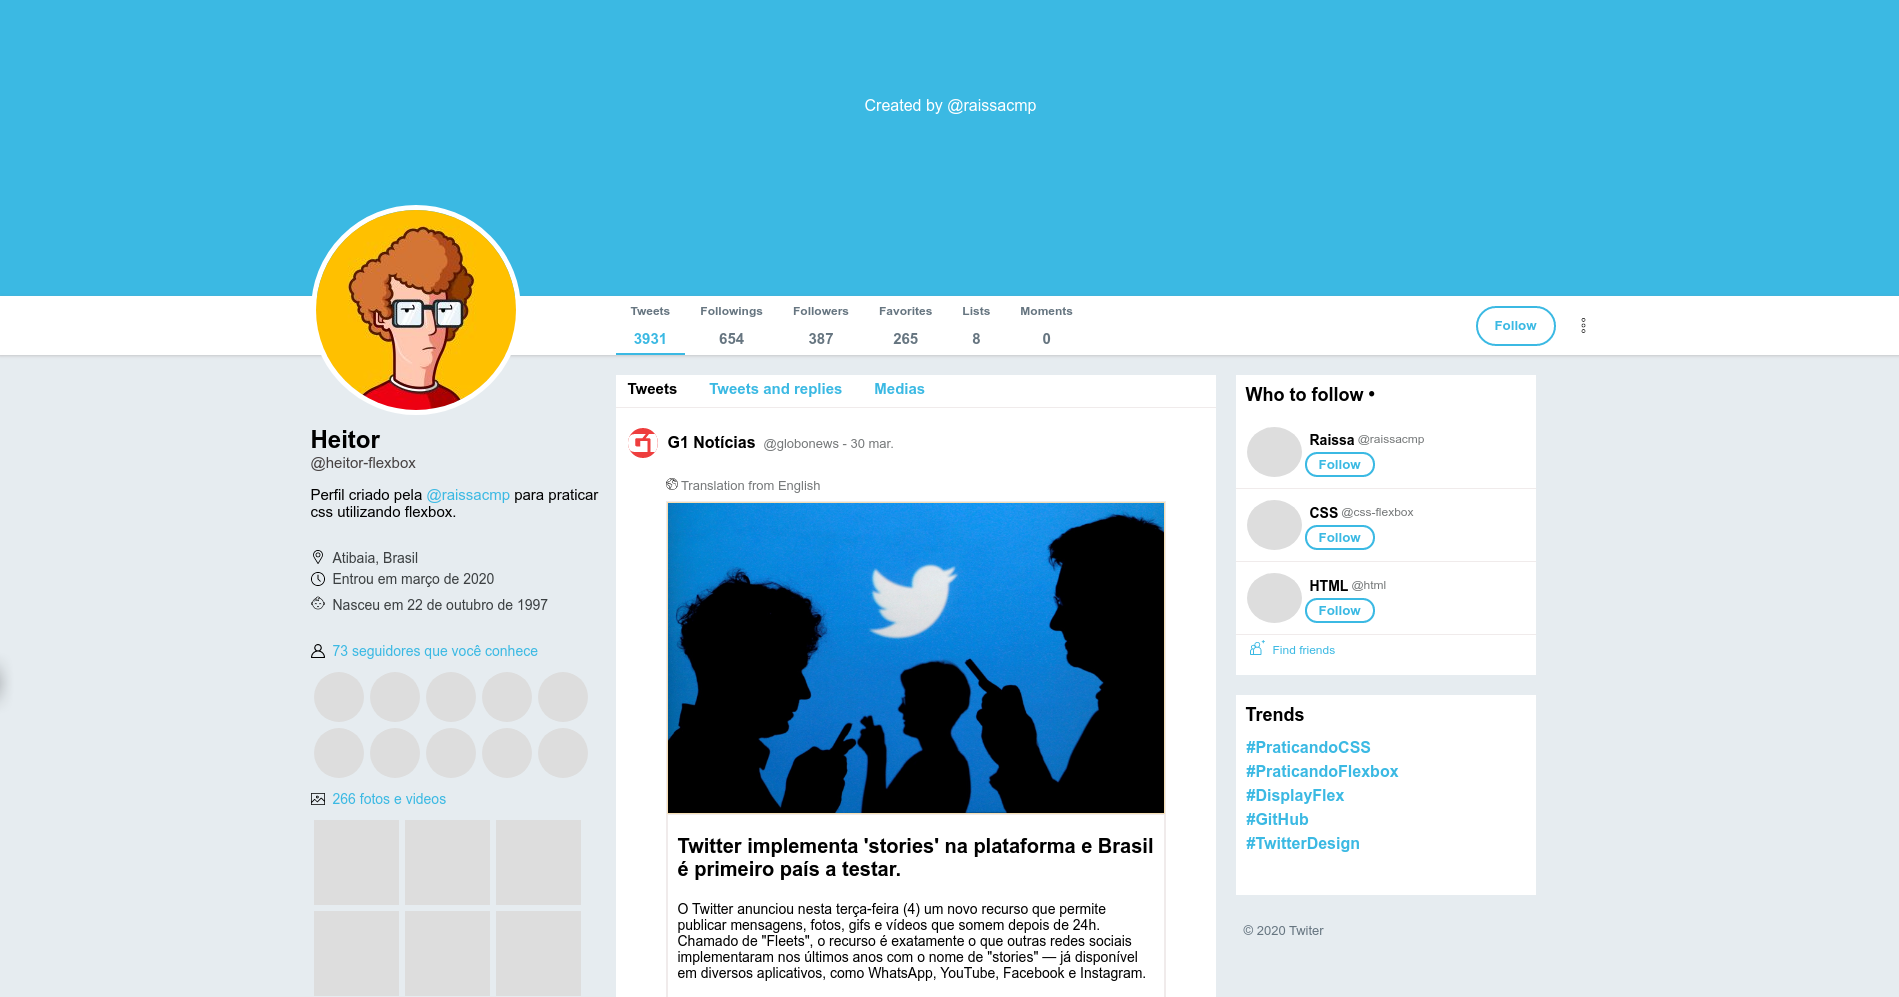 Created by @raissacmp
Tweets Followings Followers Favorites Lists Moments
3931 654 387 265 8 0
Follow
Heitor
@heitor-flexbox
Perfil criado pela @raissacmp para praticar
css utilizando flexbox.
Atibaia, Brasil
Entrou em março de 2020
Nasceu em 22 de outubro de 1997
73 seguidores que você conhece
266 fotos e videos
Tweets Tweets and replies Medias
G1
G1 Notícias @globonews - 30 mar.
Translation from English
Twitter implementa 'stories' na plataforma e Brasil
é primeiro país a testar.
O Twitter anunciou nesta terça-feira (4) um novo recurso que permite
publicar mensagens, fotos, gifs e vídeos que somem depois de 24h.
Chamado de "Fleets", o recurso é exatamente o que outras redes sociais
implementaram nos últimos anos com o nome de "stories" — já disponível
em diversos aplicativos, como WhatsApp, YouTube, Facebook e Instagram.
Who to follow •
Raissa @raissacmp
Follow
CSS @css-flexbox
Follow
HTML @html
Follow
Find friends
Trends
#PraticandoCSS
#PraticandoFlexbox
#DisplayFlex
#GitHub
#TwitterDesign
© 2020 Twiter